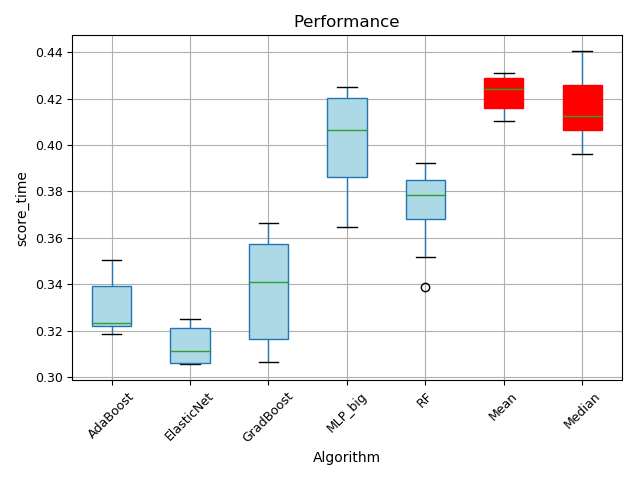 Performance
score_time
0.44
0.42
0.40
0.38
0.36
0.34
0.32
0.30
AdaBoost
ElasticNet
GradBoost
MLP_big
RF
Mean
Median
Algorithm